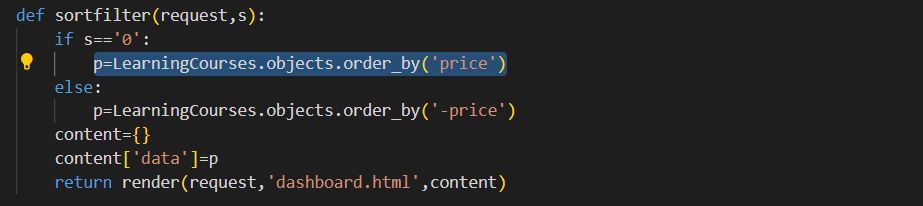 def sortfilter(request,s):
    if s=='0':
        p=LearningCourses.objects.order_by('price')
    else:
        p=LearningCourses.objects.order_by('-price')
    content={}
    content['data']=p
    return render(request,'dashboard.html',content)